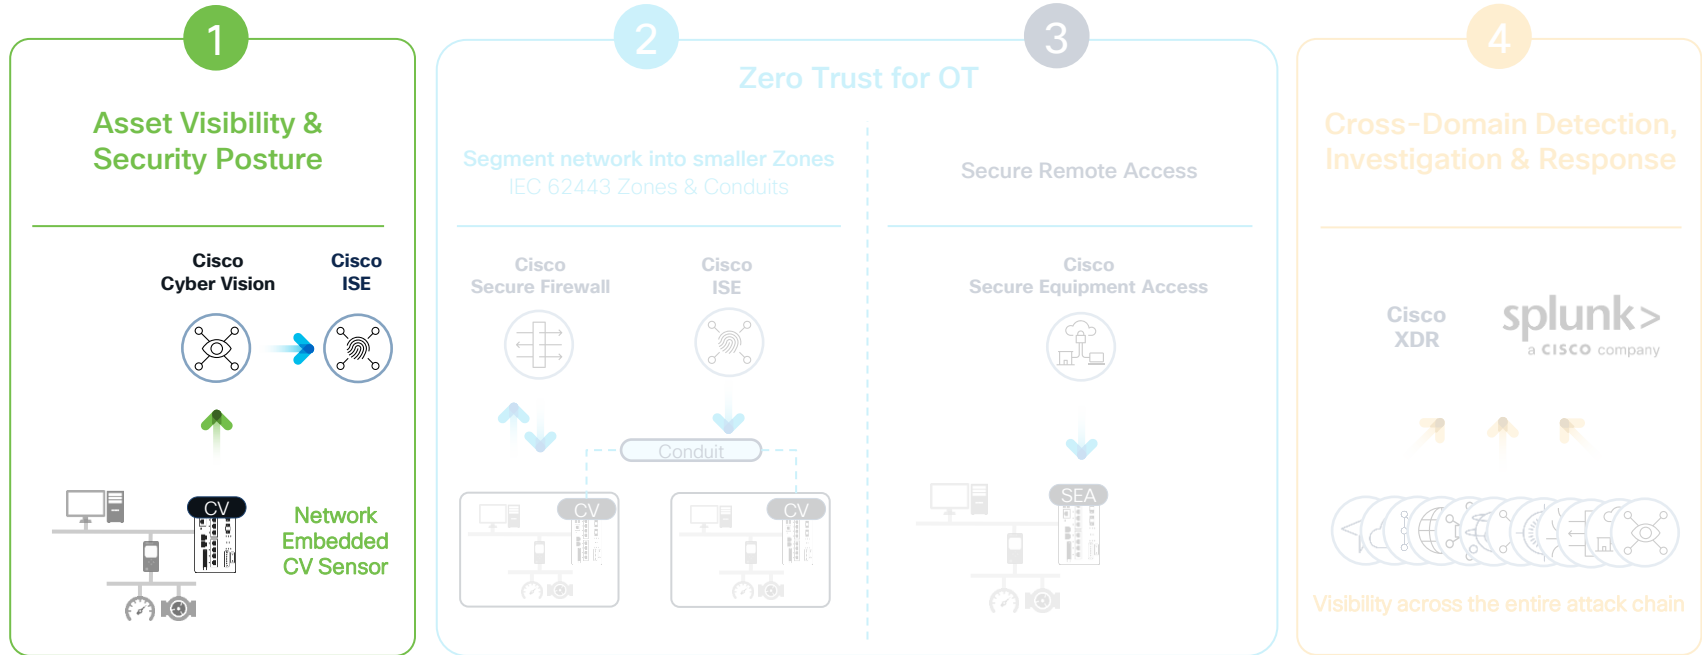 1
Asset Visibility &
Security Posture
Cisco
Cyber Vision
Cisco
ISE
CV
Network
Embedded
CV Sensor
2
3
Zero Trust for OT
Segment network into smaller Zones
IEC 62443 Zones & Conduits
Cisco
Secure Firewall
Cisco
ISE
Conduit
CV
CV
Secure Remote Access
Cisco
Secure Equipment Access
SEA
4
Cross-Domain Detection,
Investigation & Response
Cisco
XDR
splunk>
a CISCO company
Visibility across the entire attack chain